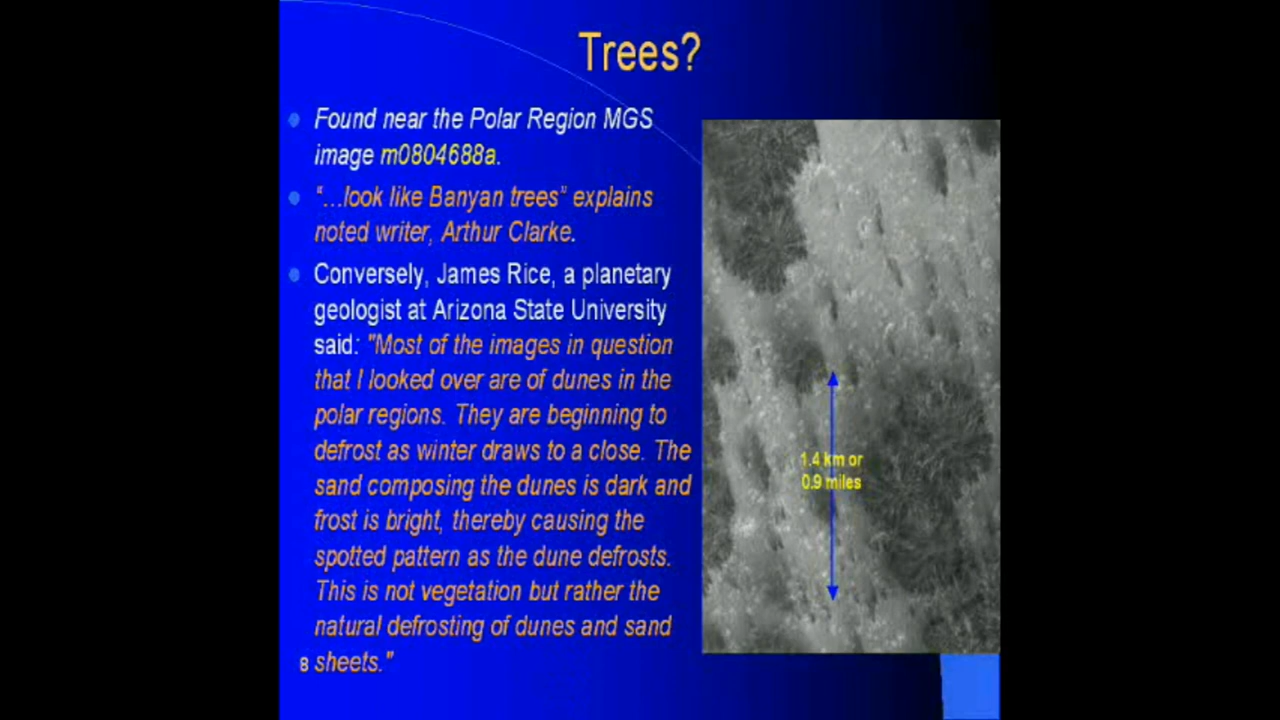 Trees?
Found near the Polar Region MGS
image m0804688a.
"...look like Banyan trees" explains
noted writer, Arthur Clarke.
Conversely, James Rice, a planetary
geologist at Arizona State University
said: "Most of the images in question
that I looked over are of dunes in the
polar regions. They are beginning to
defrost as winter draws to a close. The
sand composing the dunes is dark and
frost is bright, thereby causing the
spotted pattern as the dune defrosts.
This is not vegetation but rather the
natural defrosting of dunes and sand
sheets."
8
1.4 km or
0.9 miles